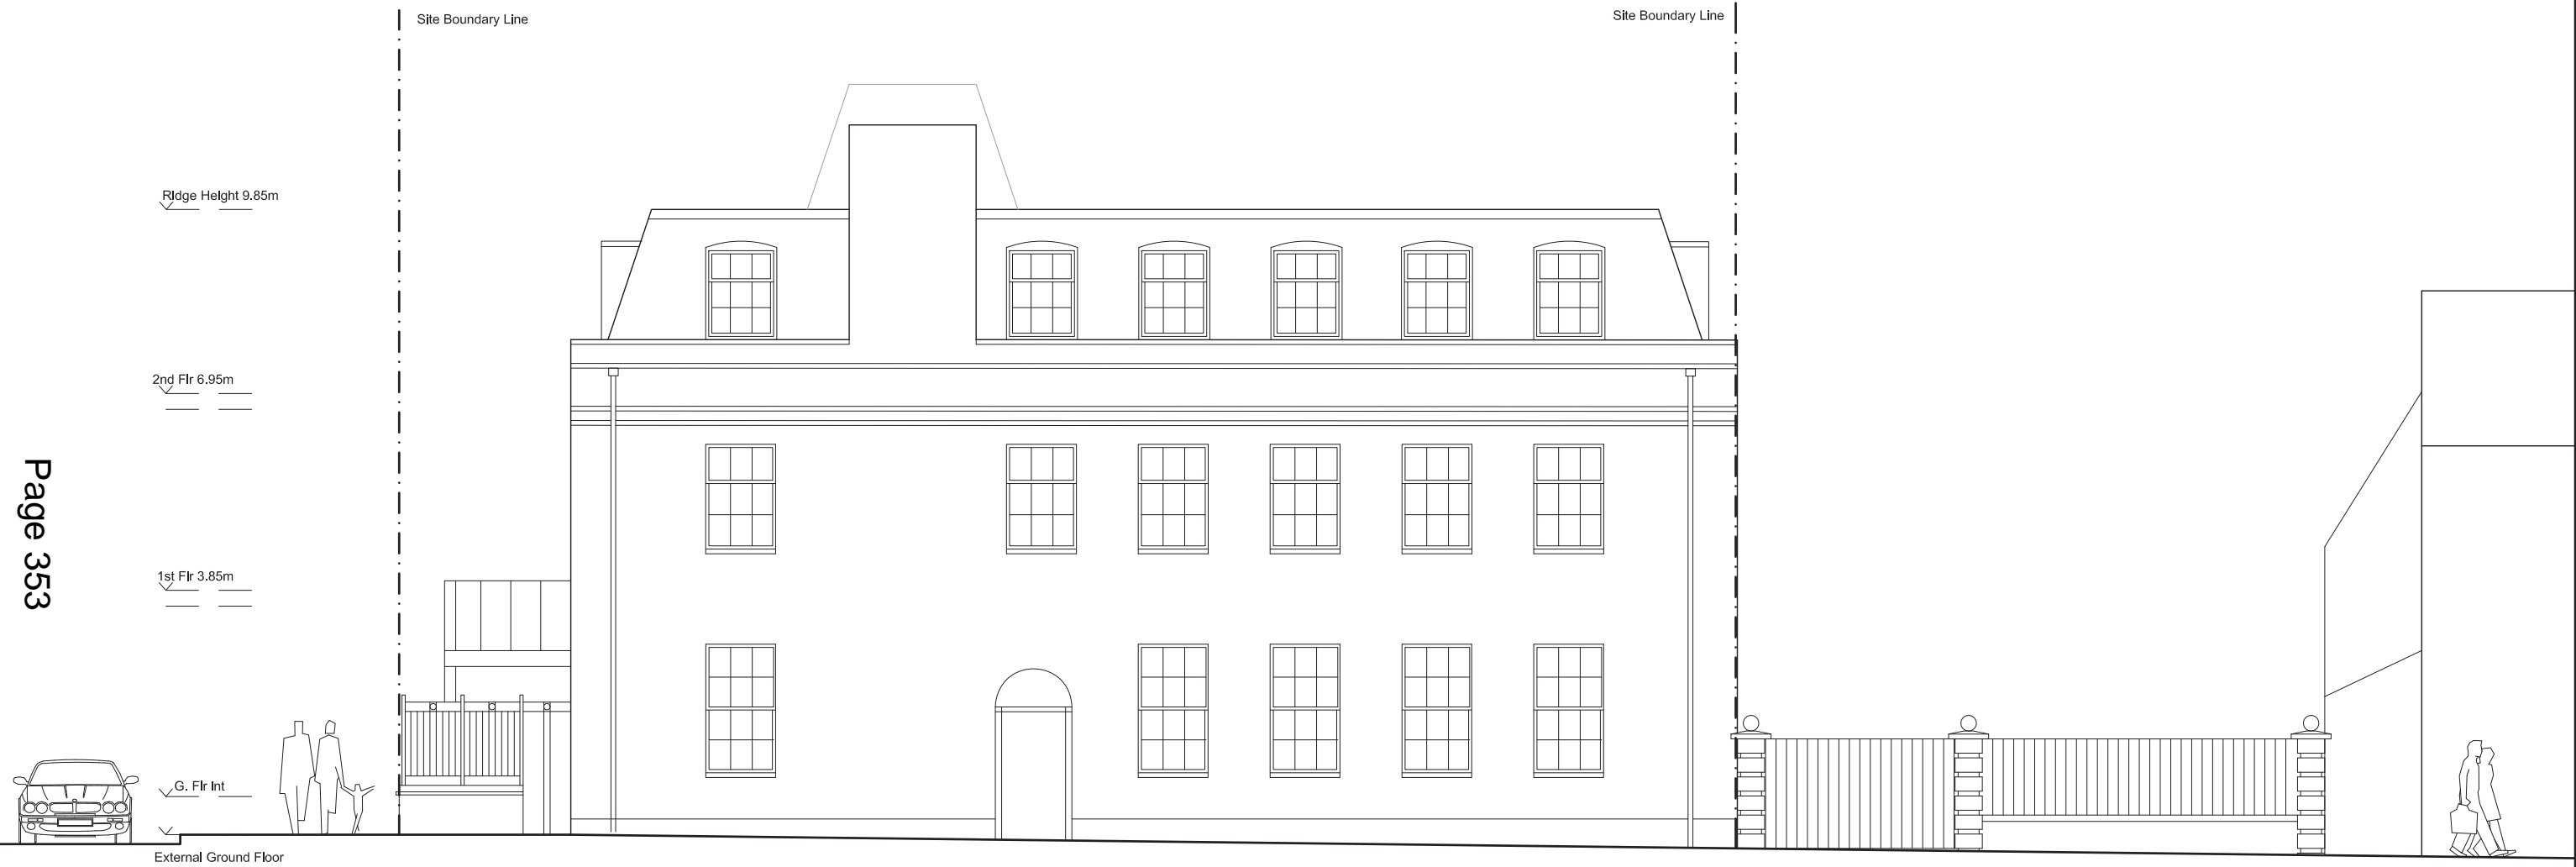 Site Boundary Line
Site Boundary Line
Ridge Height 9.85m
2nd Flr 6.95m
1st Flr 3.85m
G. Flr Int
External Ground Floor
Page 353